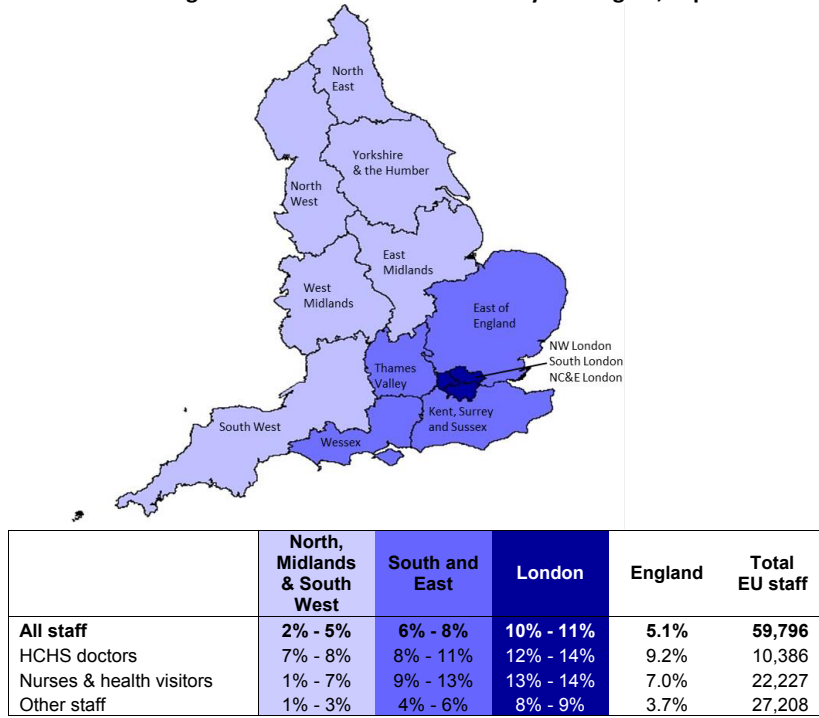 North
East
Yorkshire
& the Humber
North
West
East
Midlands
West
Midlands
East of
England
NW London
South London
NC&E London
Thames
Valley
Kent, Surrey
and Sussex
South West
Wessex
North, Midlands & South West South and East London England Total EU staff
All staff 2% - 5% 6% - 8% 10% - 11% 5.1% 59,796
HCHS doctors 7% - 8% 8% - 11% 12% - 14% 9.2% 10,386
Nurses & health visitors 1% - 7% 9% - 13% 13% - 14% 7.0% 22,227
Other staff 1% - 3% 4% - 6% 8% - 9% 3.7% 27,208